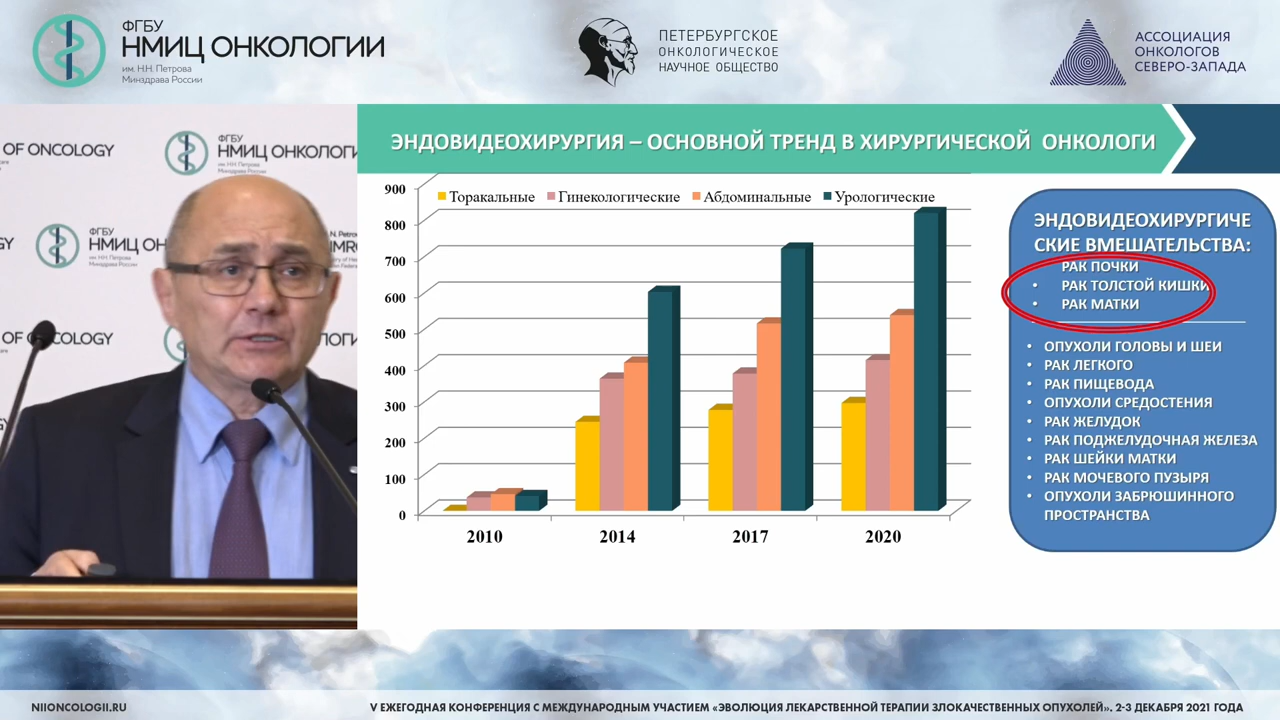 ФГБУ
НМИЦ ОНКОЛОГИИ
им. Н.Н. Петрова
Минздрава России
ПЕТЕРБУРГСКОЕ
ОНКОЛОГИЧЕСКОЕ
НАУЧНОЕ ОБЩЕСТВО
АССОЦИАЦИЯ
ОНКОЛОГОВ
СЕВЕРО-ЗАПАДА
OF ONCOLOGY
ФГБУ
НМИЦ ОНКОЛОГИ
им. Н.Н. Петрова
Минздрава России
ФГБУ
НМИЦ ОН
OF ONCOLOGY
ЭНДОВИДЕОХИРУРГИЯ – ОСНОВНОЙ ТРЕНД В ХИРУРГИЧЕСКОЙ ОНКОЛОГИ
Торакальные Гинекологические Абдоминальные Урологические
900
800
700
600
500
400
300
200
100
0
2010 2014 2017 2020
ЭНДОВИДЕОХИРУРГИЧЕ
СКИЕ ВМЕШАТЕЛЬСТВА:
РАК ПОЧКИ
• РАК ТОЛСТОЙ КИШКИ
• РАК МАТКИ
• ОПУХОЛИ ГОЛОВЫ И ШЕИ
• РАК ЛЕГКОГО
• РАК ПИЩЕВОДА
• ОПУХОЛИ СРЕДОСТЕНИЯ
• РАК ЖЕЛУДОК
• РАК ПОДЖЕЛУДОЧНАЯ ЖЕЛЕЗА
• РАК ШЕЙКИ МАТКИ
• РАК МОЧЕВОГО ПУЗЫРЯ
• ОПУХОЛИ ЗАБРЮШИННОГО
ПРОСТРАНСТВА
NIIONCOLOGII.RU
V ЕЖЕГОДНАЯ КОНФЕРЕНЦИЯ С МЕЖДУНАРОДНЫМ УЧАСТИЕМ «ЭВОЛЮЦИЯ ЛЕКАРСТВЕННОЙ ТЕРАПИИ ЗЛОКАЧЕСТВЕННЫХ ОПУХОЛЕЙ». 2-3 ДЕКАБРЯ 2021 ГОДА